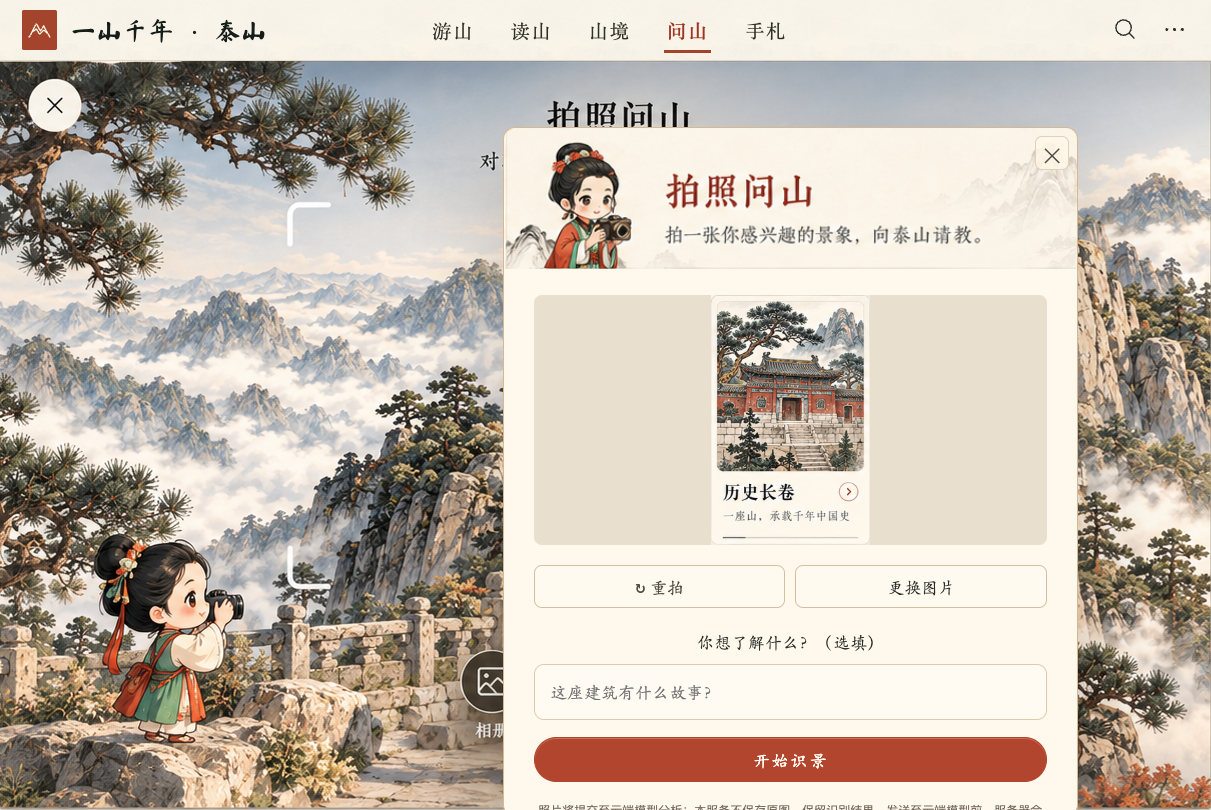 一山千年 · 泰山
游山 读山 山境 问山 手札
拍照问山
对
拍照问山
拍一张你感兴趣的景象，向泰山请教。
历史长卷
一座山，承载千年中国史
↻ 重拍
更换图片
你想了解什么？（选填）
这座建筑有什么故事？
相册
开始识景